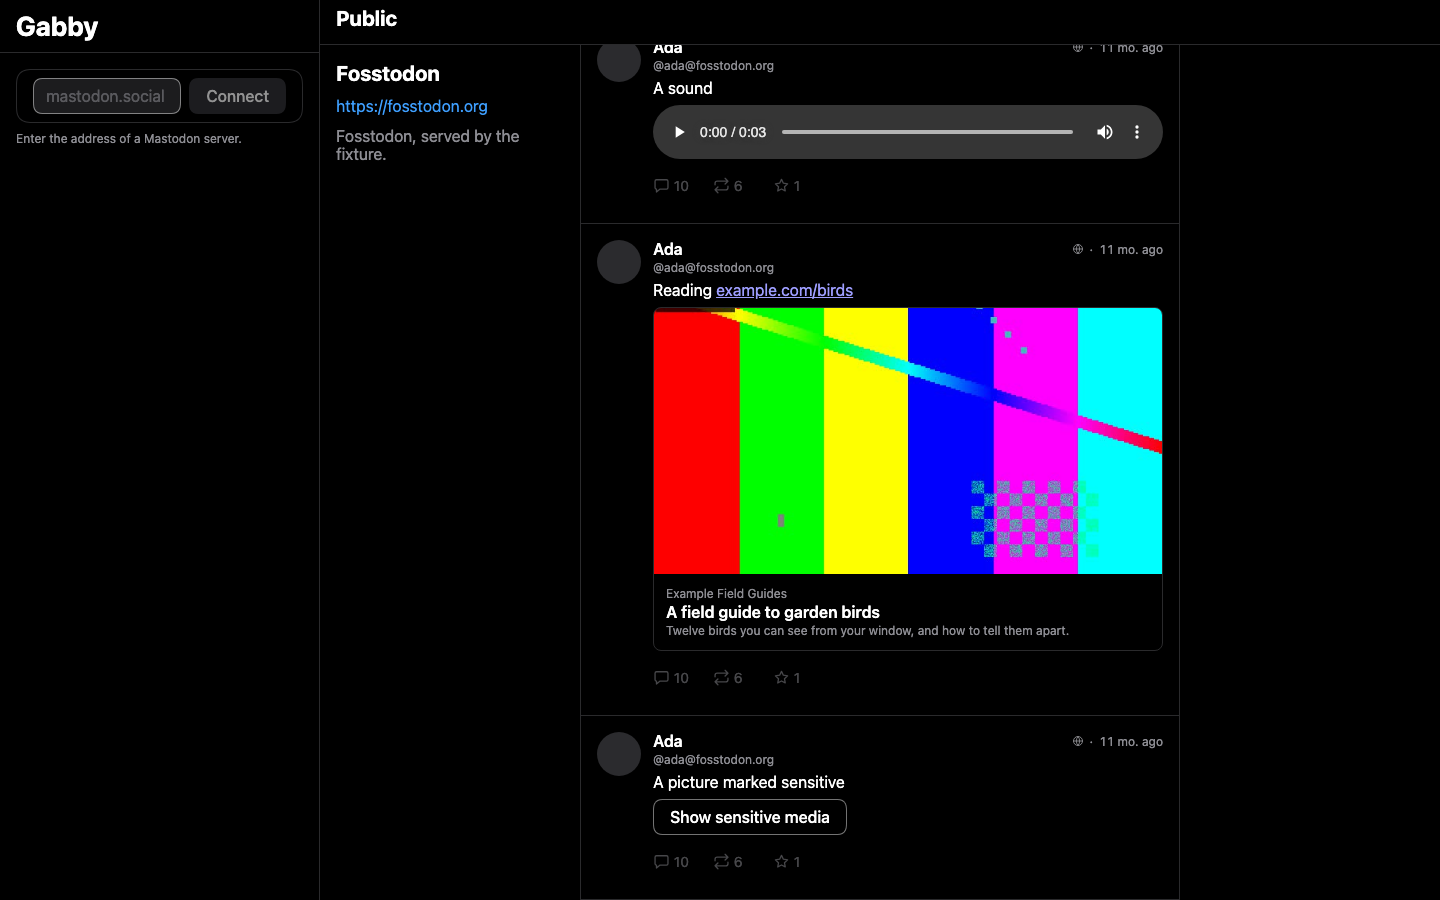 Gabby
mastodon.social
Connect
Enter the address of a Mastodon server.
Public
Fosstodon
https://fosstodon.org
Fosstodon, served by the
fixture.
Ada
· 11 mo. ago
@ada@fosstodon.org
A sound
0:00 / 0:03
10 6 1
Ada
· 11 mo. ago
@ada@fosstodon.org
Reading example.com/birds
Example Field Guides
A field guide to garden birds
Twelve birds you can see from your window, and how to tell them apart.
10 6 1
Ada
· 11 mo. ago
@ada@fosstodon.org
A picture marked sensitive
Show sensitive media
10 6 1